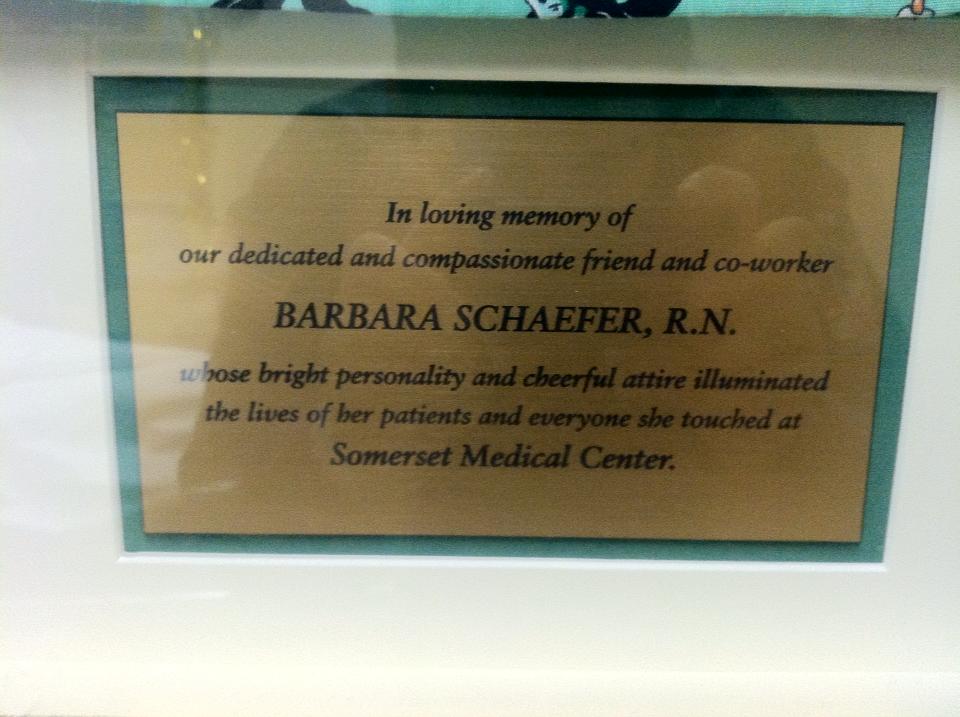 In loving memory of
our dedicated and compassionate friend and co-worker
BARBARA SCHAEFER, R.N.
whose bright personality and cheerful attire illuminated
the lives of her patients and everyone she touched at
Somerset Medical Center.